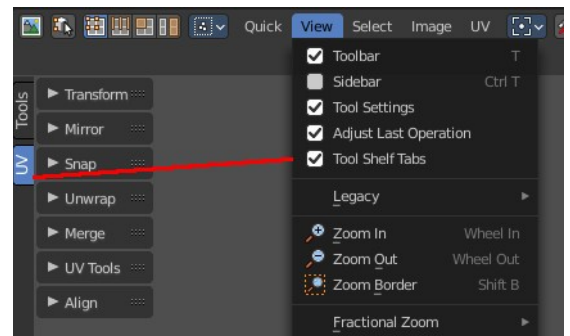 Quick View Select Image UV
Toolbar T
Sidebar Ctrl T
Tool Settings
Adjust Last Operation
Tool Shelf Tabs
Legacy
Zoom In Wheel In
Zoom Out Wheel Out
Zoom Border Shift B
Fractional Zoom
Tools
UV
Transform
Mirror
Snap
Unwrap
Merge
UV Tools
Align